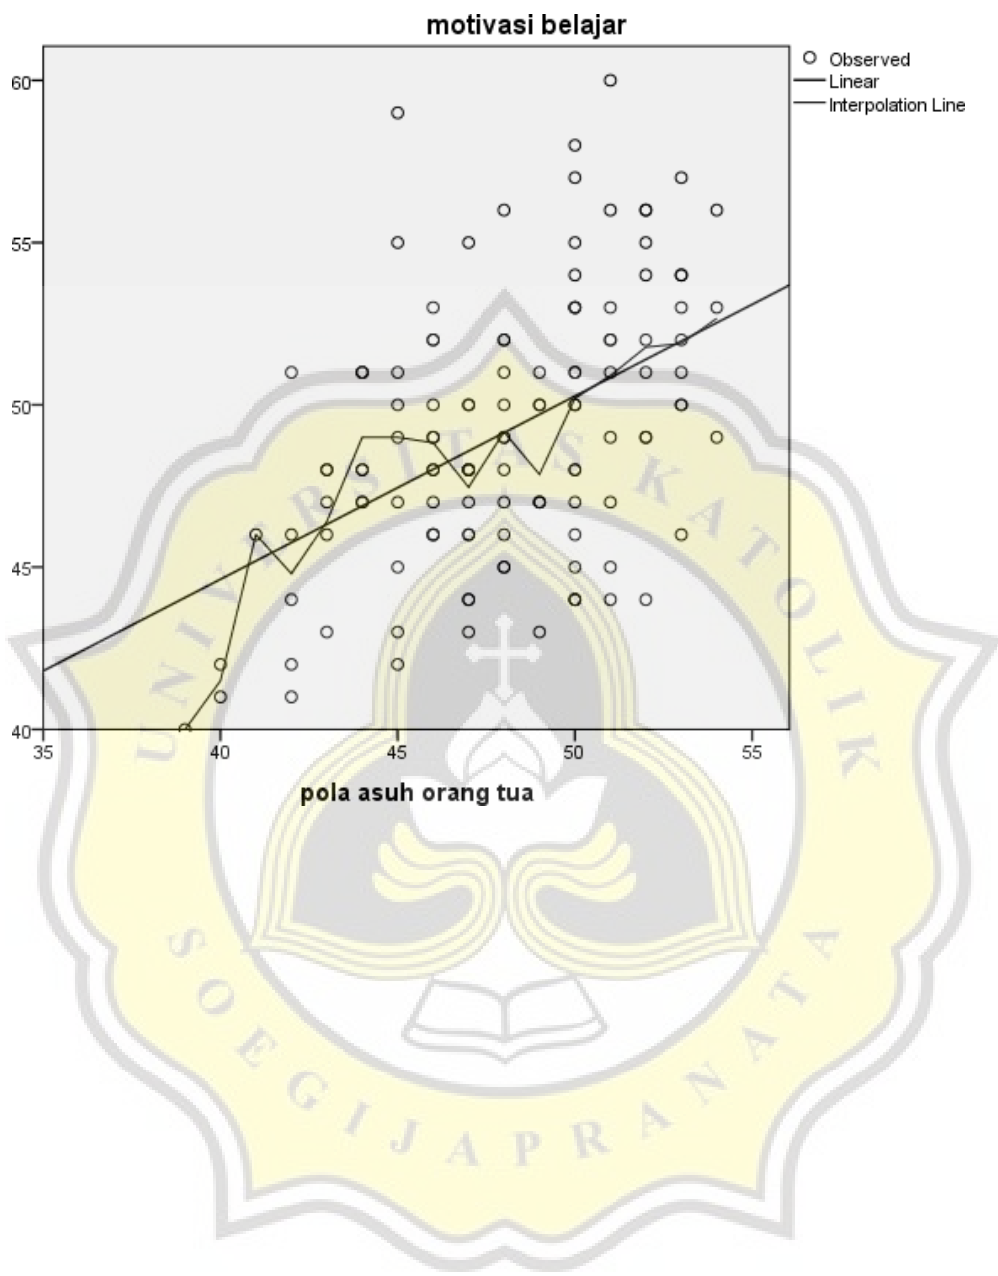 motivasi belajar
Observed
Linear
Interpolation Line
60
55
50
45
40
35 40 45 50 55
pola asuh orang tua
UNIVERSITAS KATOLIK
SOEGIJAPRANATA